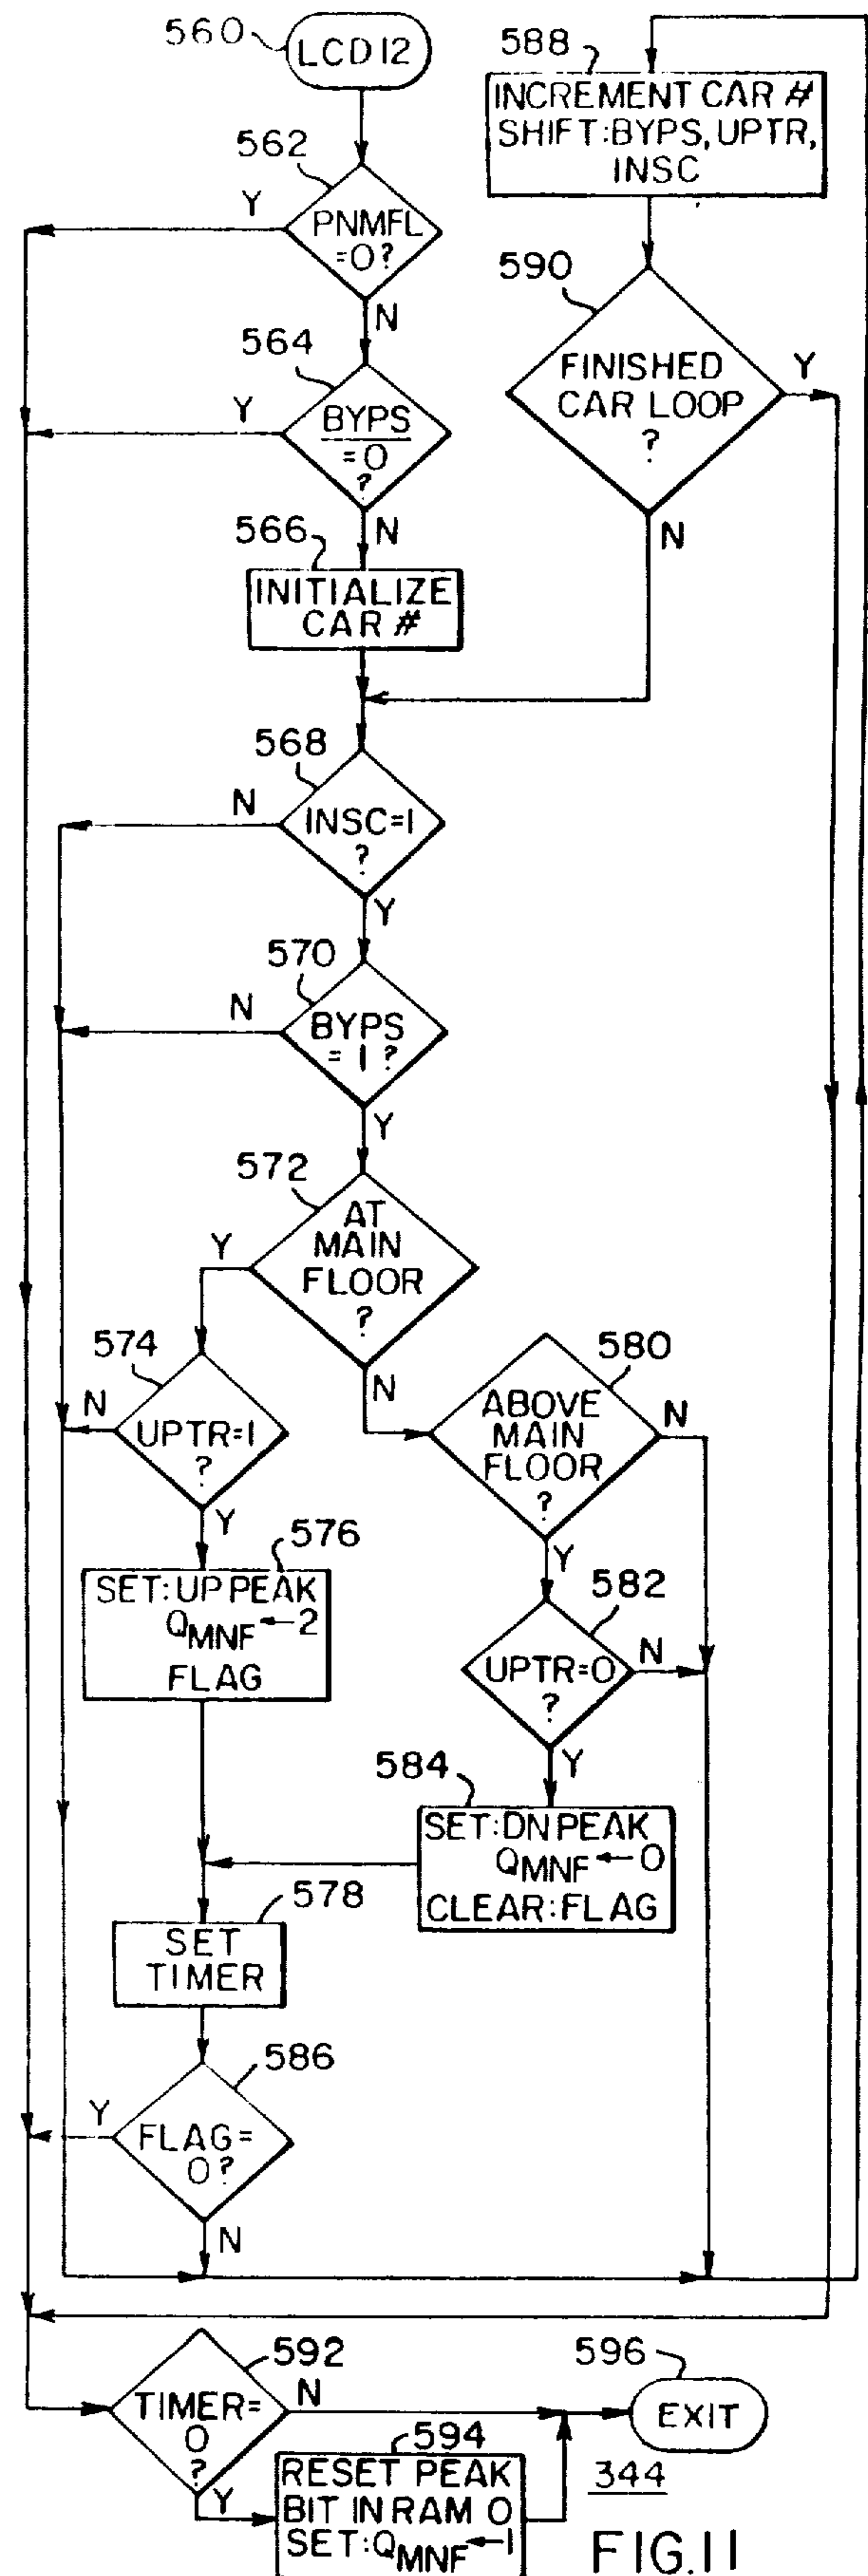 560
LCD12
562
PNMFL
=0?
Y
N
564
BYPS
=0
?
Y
N
566
INITIALIZE
CAR #
588
INCREMENT CAR #
SHIFT:BYPS, UPTR,
INSC
590
FINISHED
CAR LOOP
?
Y
N
568
INSC=1
?
N
Y
570
BYPS
=1?
N
Y
572
AT
MAIN
FLOOR
?
Y
N
574
UPTR=1
?
N
Y
576
SET:UP PEAK
QMNF←2
FLAG
580
ABOVE
MAIN
FLOOR
?
N
Y
582
UPTR=0
?
N
Y
584
SET:DN PEAK
QMNF←0
CLEAR:FLAG
578
SET
TIMER
586
FLAG=
0?
Y
N
592
TIMER=
0
?
N
Y
594
RESET PEAK
BIT IN RAM 0
SET:QMNF←1
596
EXIT
344
FIG.11